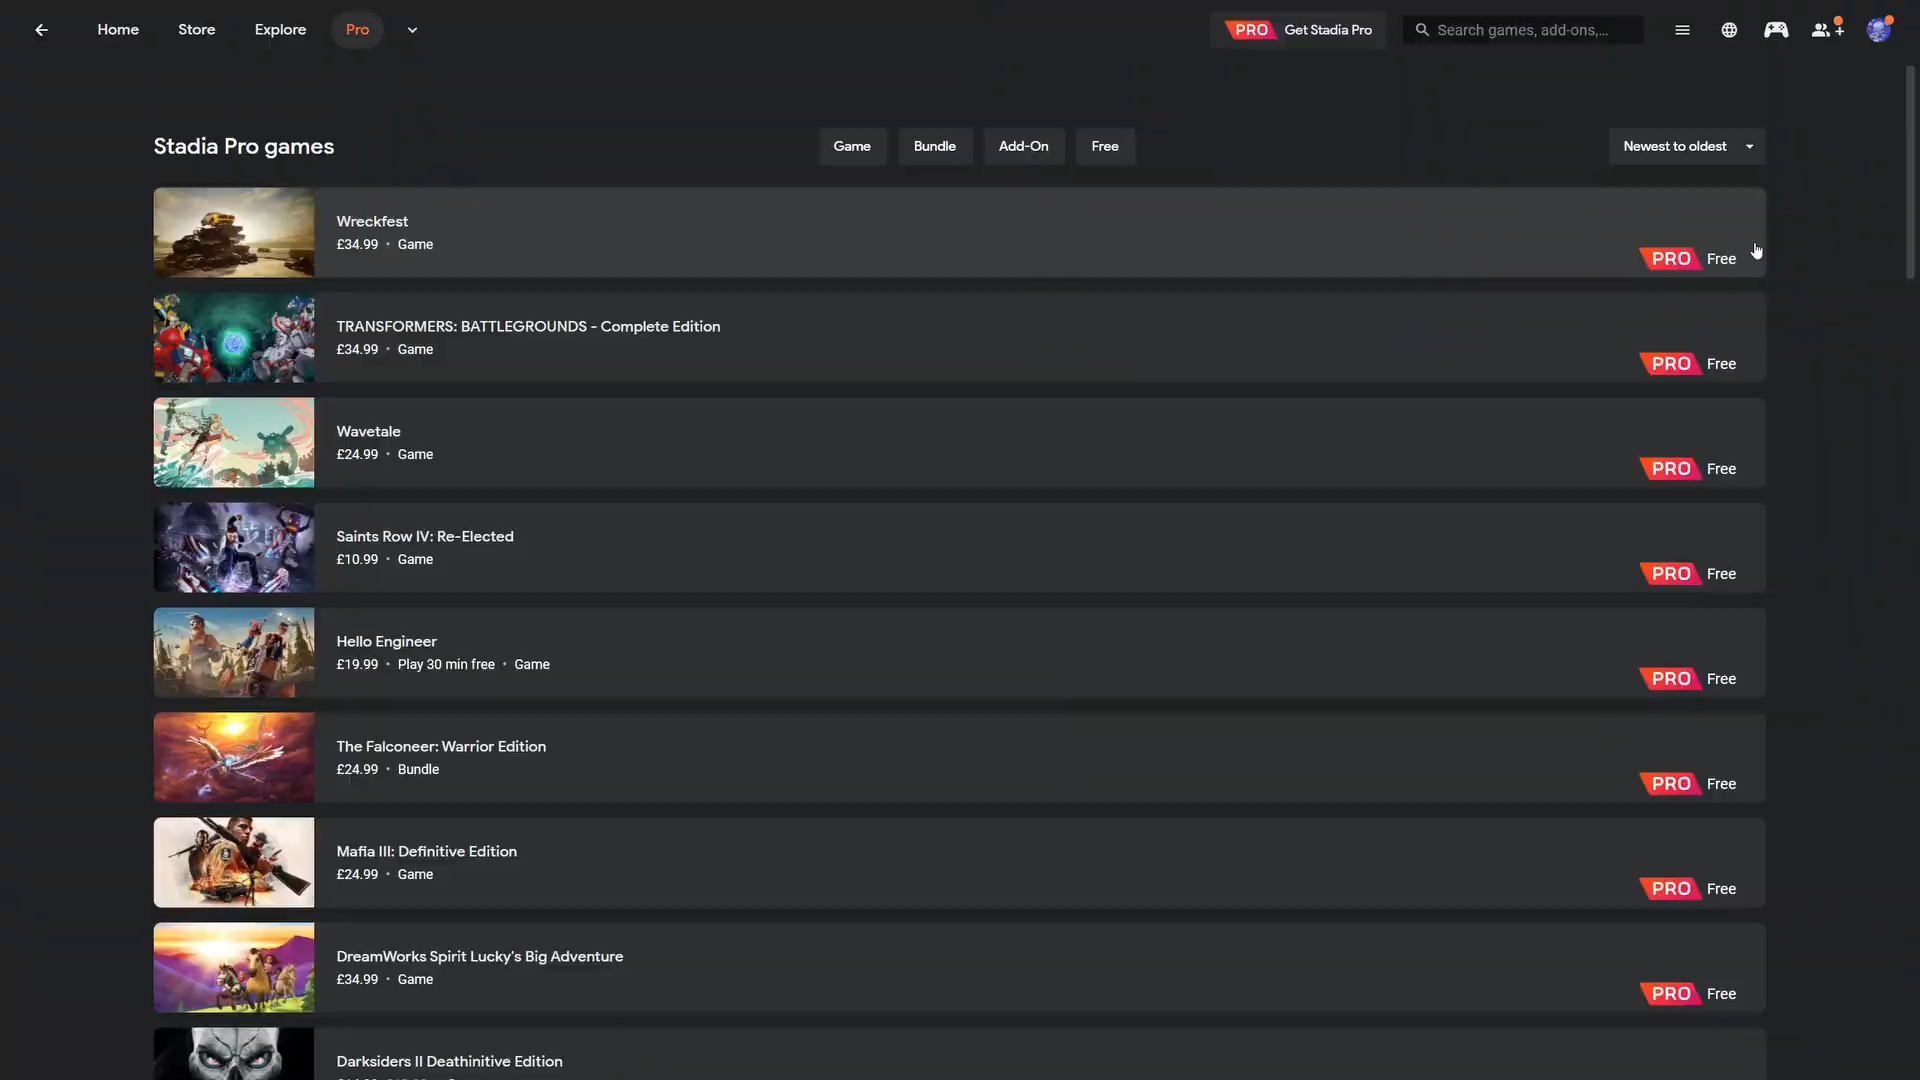 Home
Store
Explore
Pro
PRO Get Stadia Pro
Search games, add-ons,...
Stadia Pro games
Game
Bundle
Add-On
Free
Newest to oldest
Wreckfest
£34.99 • Game
PRO Free
TRANSFORMERS: BATTLEGROUNDS - Complete Edition
£34.99 • Game
PRO Free
Wavetale
£24.99 • Game
PRO Free
Saints Row IV: Re-Elected
£10.99 • Game
PRO Free
Hello Engineer
£19.99 • Play 30 min free • Game
PRO Free
The Falconeer: Warrior Edition
£24.99 • Bundle
PRO Free
Mafia III: Definitive Edition
£24.99 • Game
PRO Free
DreamWorks Spirit Lucky's Big Adventure
£34.99 • Game
PRO Free
Darksiders II Deathinitive Edition